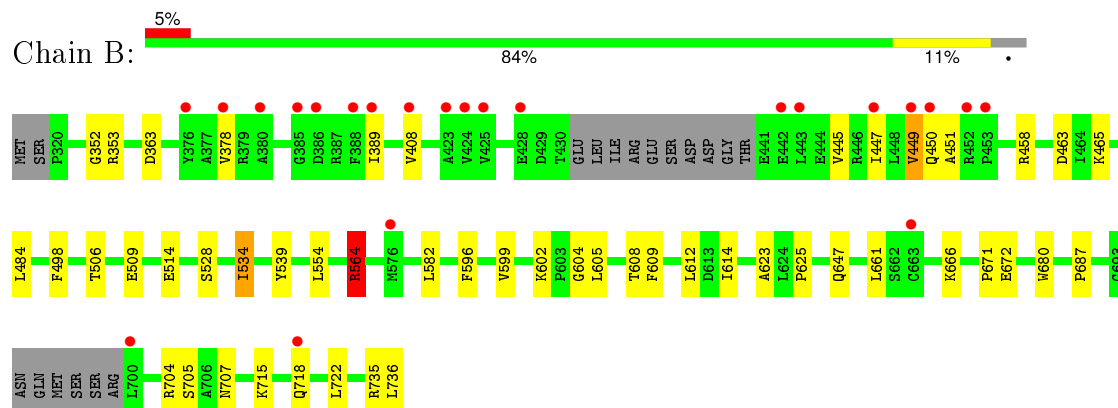 5%
Chain B:
84%
11%
•
MET SER P320 G352 R353 D363 Y376 A377 V378 R379 A380 G385 D386 R387 F388 I389 V408 A423 V424 V425 E428 D429 T430 GLU LEU ILE ARG GLU SER ASP ASP GLY THR E441 E442 L443 E444 V445 R446 I447 L448 V449 Q450 A451 R452 P453 R458 D463 I464 K465
L484 F498 T506 E509 E514 S528 I534 Y539 L554 R564 M576 L582 F596 V599 K602 P603 G604 L605 T608 F609 L612 D613 I614 A623 L624 P625 Q647 L661 S662 C663 K666 P671 E672 W680 P687 G693
ASN GLN MET SER SER ARG L700 R704 S705 A706 N707 K715 Q718 L722 R735 L736